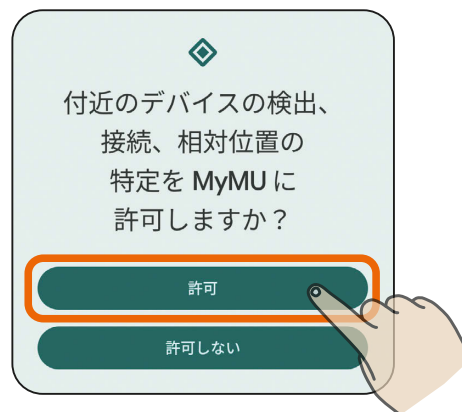 付近のデバイスの検出、
接続、相対位置の
特定を MyMU に
許可しますか？
許可
許可しない